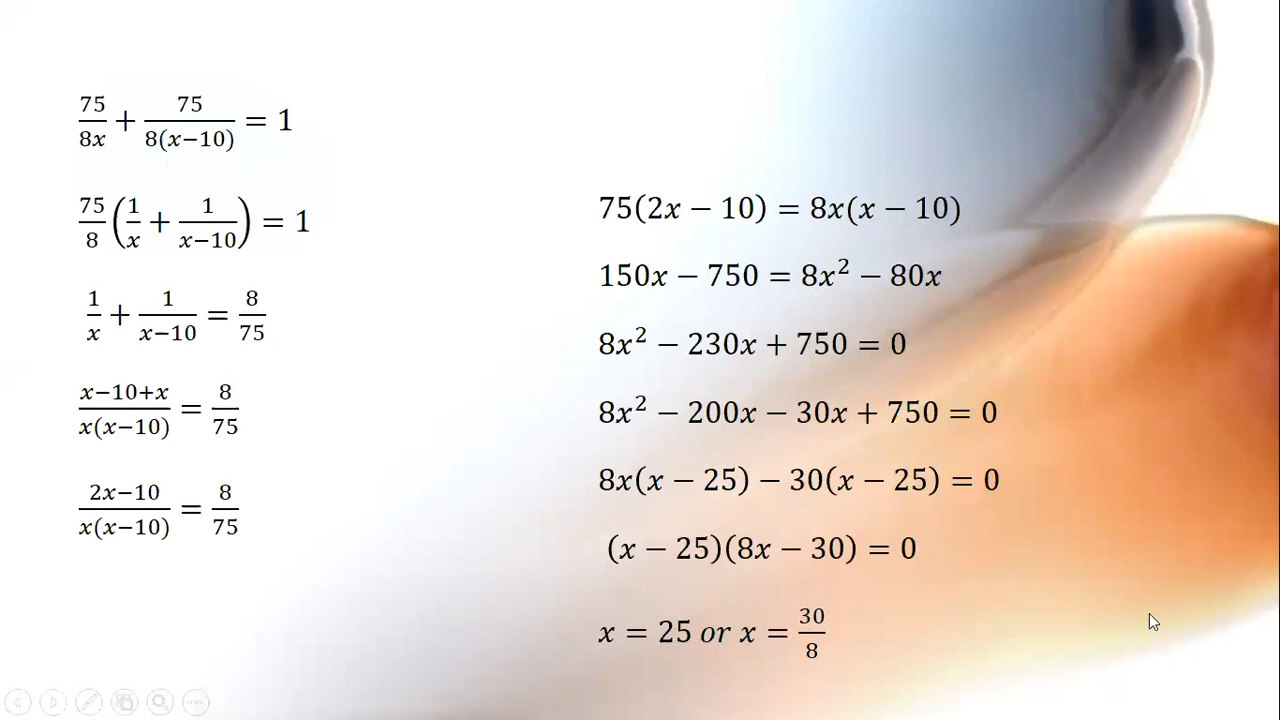 75/8x + 75/8(x−10) = 1
75/8 (1/x + 1/x−10) = 1
1/x + 1/x−10 = 8/75
x−10+x/x(x−10) = 8/75
2x−10/x(x−10) = 8/75
75(2x − 10) = 8x(x − 10)
150x − 750 = 8x² − 80x
8x² − 230x + 750 = 0
8x² − 200x − 30x + 750 = 0
8x(x − 25) − 30(x − 25) = 0
(x − 25)(8x − 30) = 0
x = 25 or x = 30/8